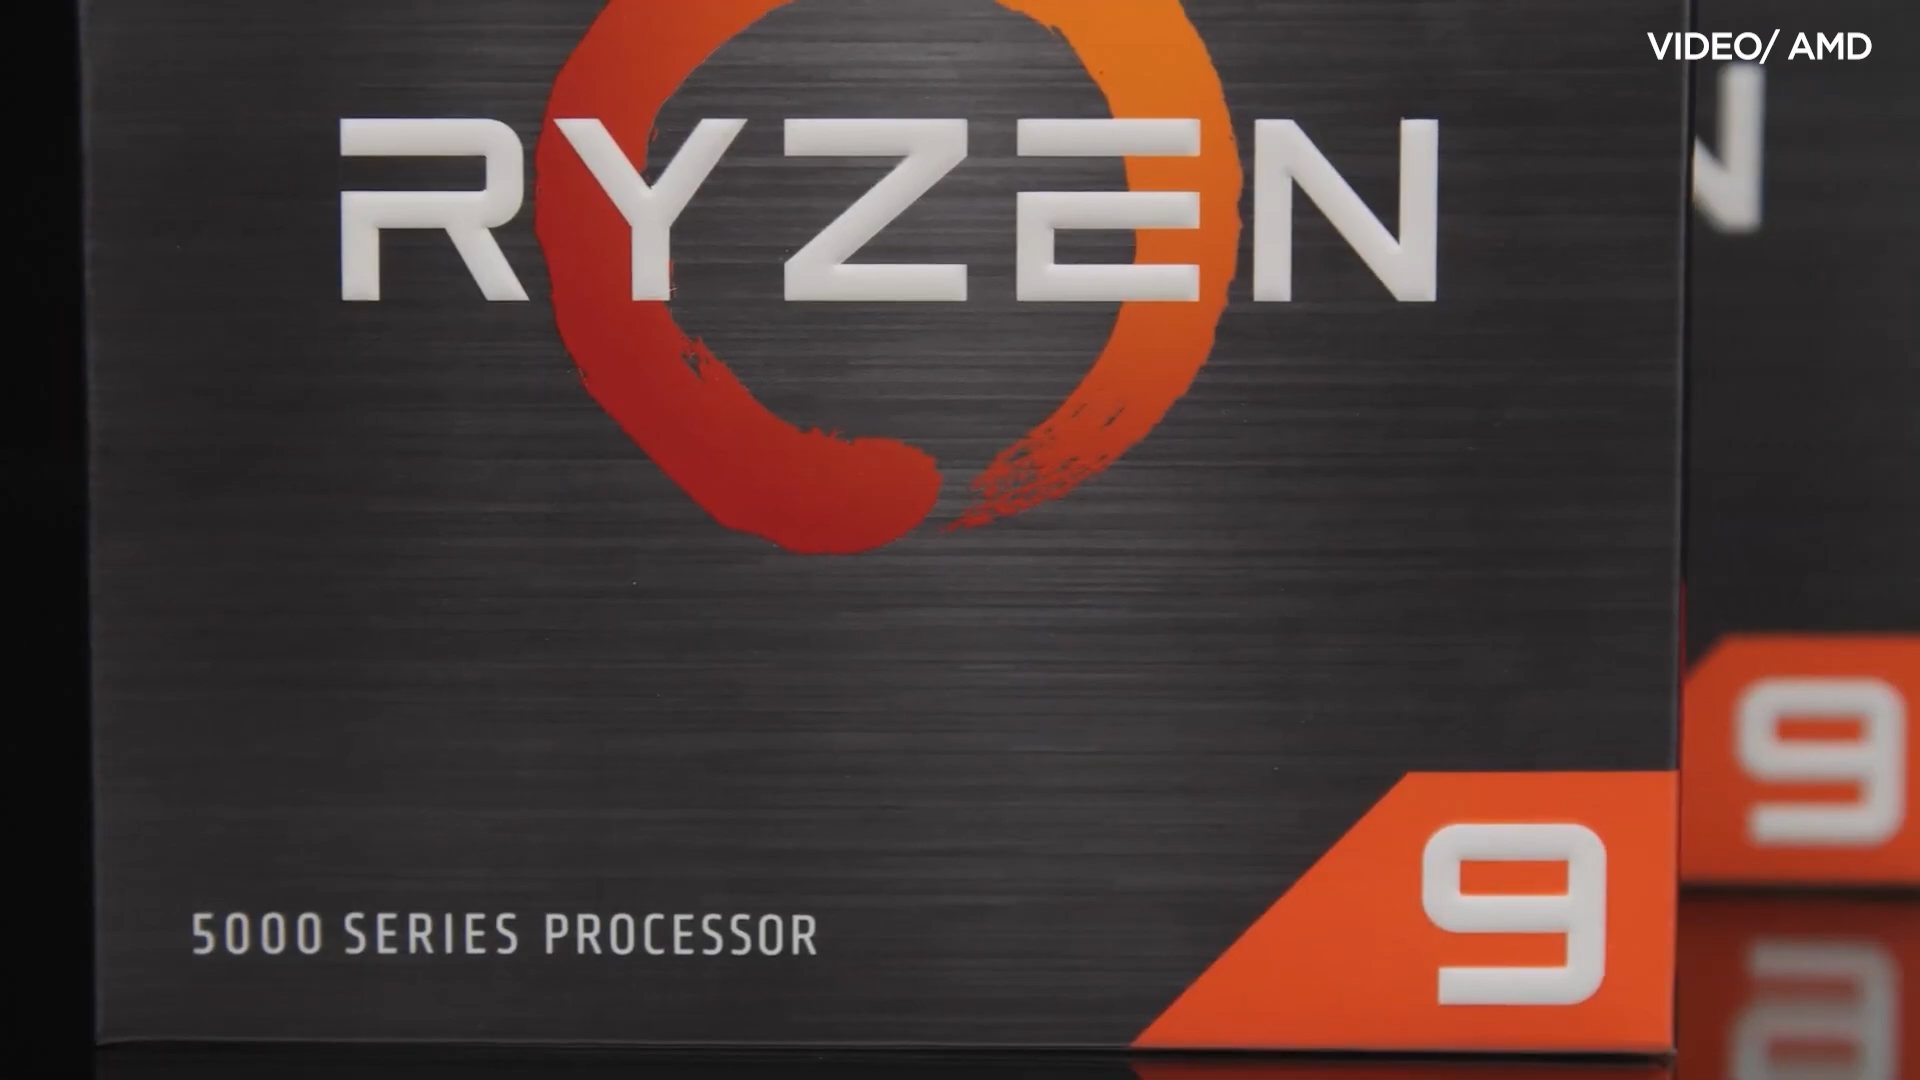 VIDEO/ AMD
RYZEN
N
9
9
5000 SERIES PROCESSOR